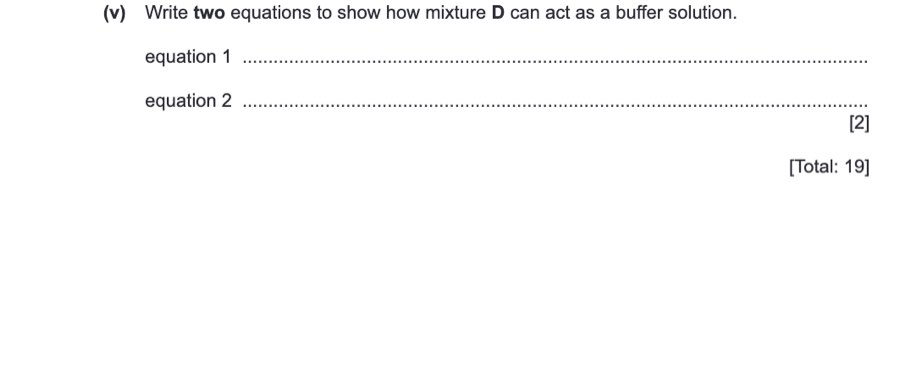 (v) Write two equations to show how mixture D can act as a buffer solution.
equation 1 ................................................................................................................................
equation 2 ................................................................................................................................
[2]
[Total: 19]